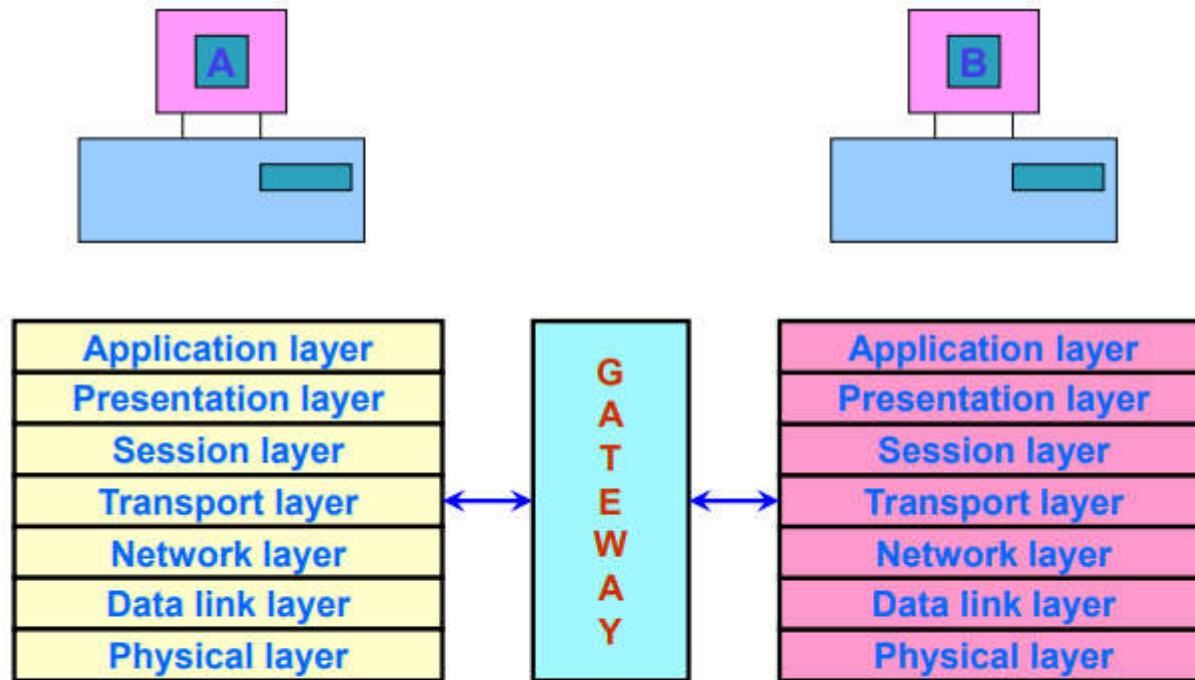 A
B
Application layer
Presentation layer
Session layer
Transport layer
Network layer
Data link layer
Physical layer
GATEWAY
Application layer
Presentation layer
Session layer
Transport layer
Network layer
Data link layer
Physical layer